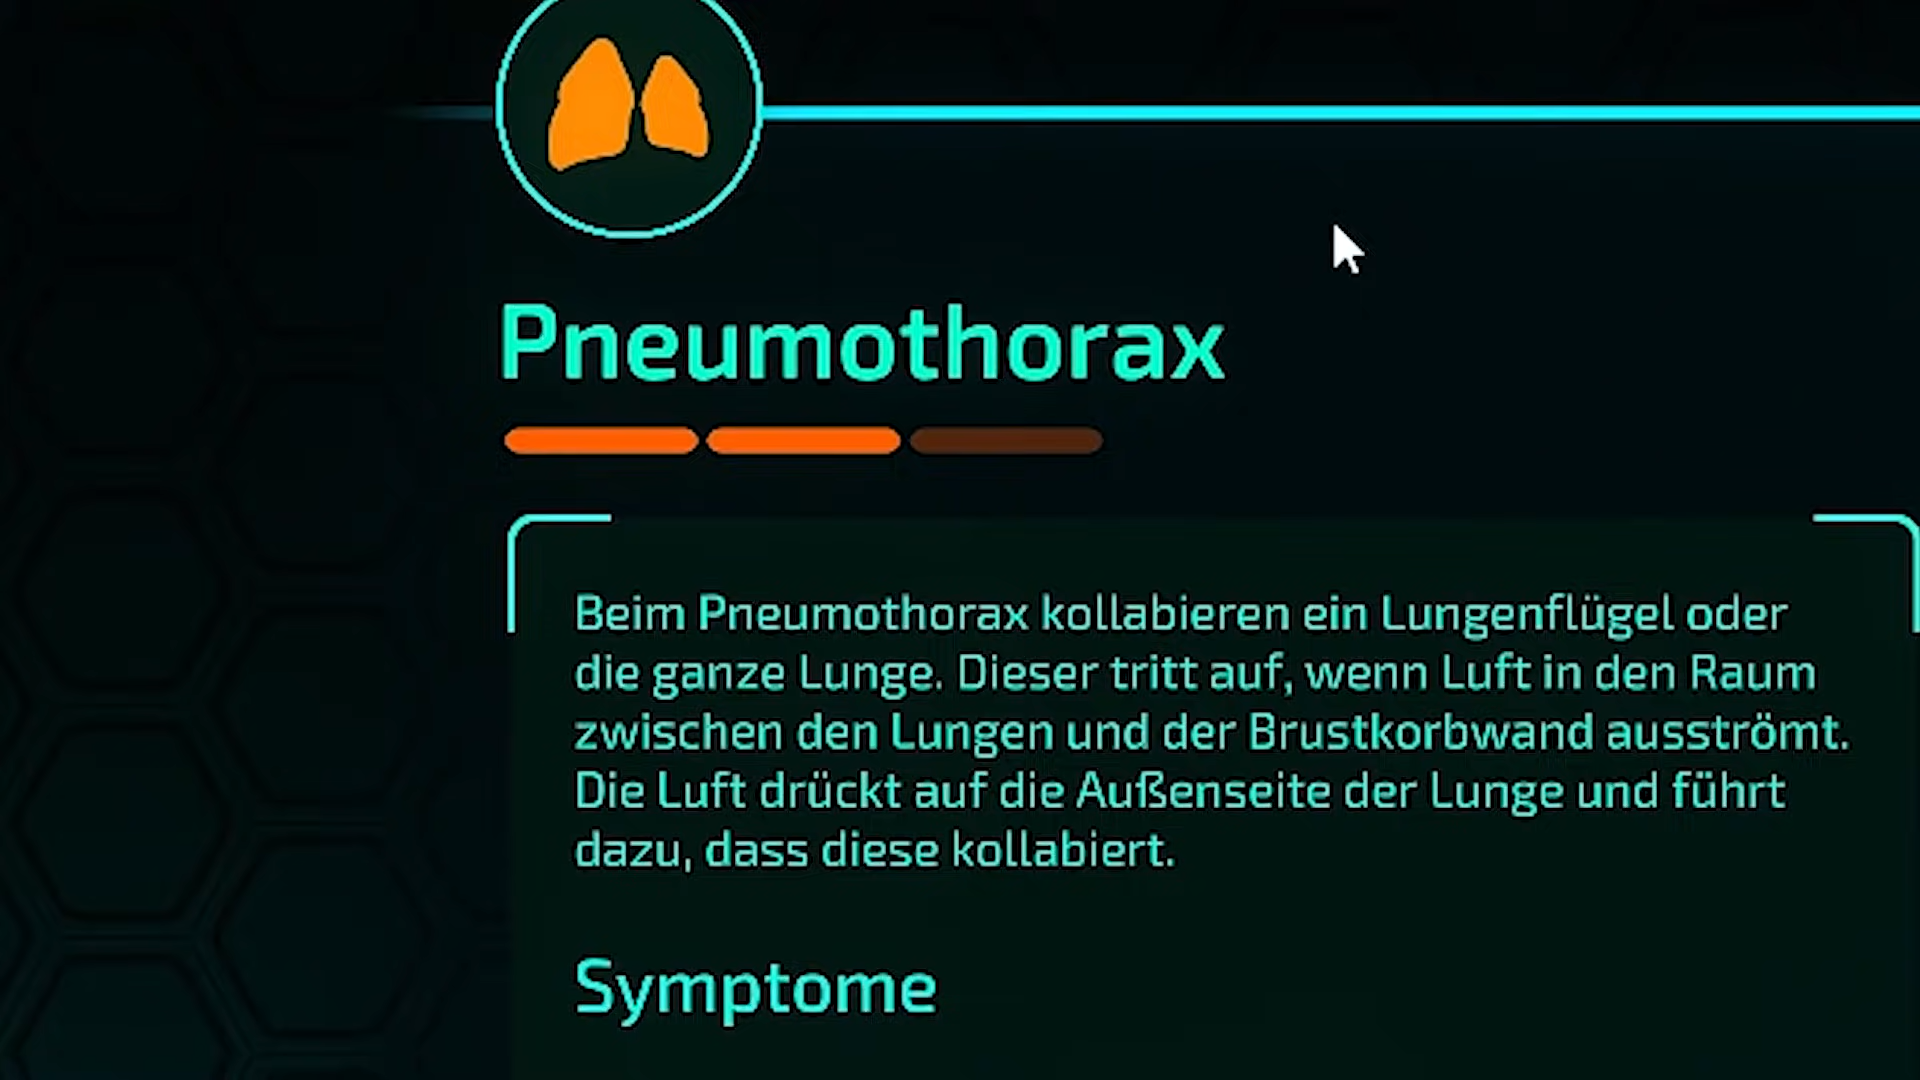 Pneumothorax
Beim Pneumothorax kollabieren ein Lungenflügel oder
die ganze Lunge. Dieser tritt auf, wenn Luft in den Raum
zwischen den Lungen und der Brustkorbwand ausströmt.
Die Luft drückt auf die Außenseite der Lunge und führt
dazu, dass diese kollabiert.
Symptome